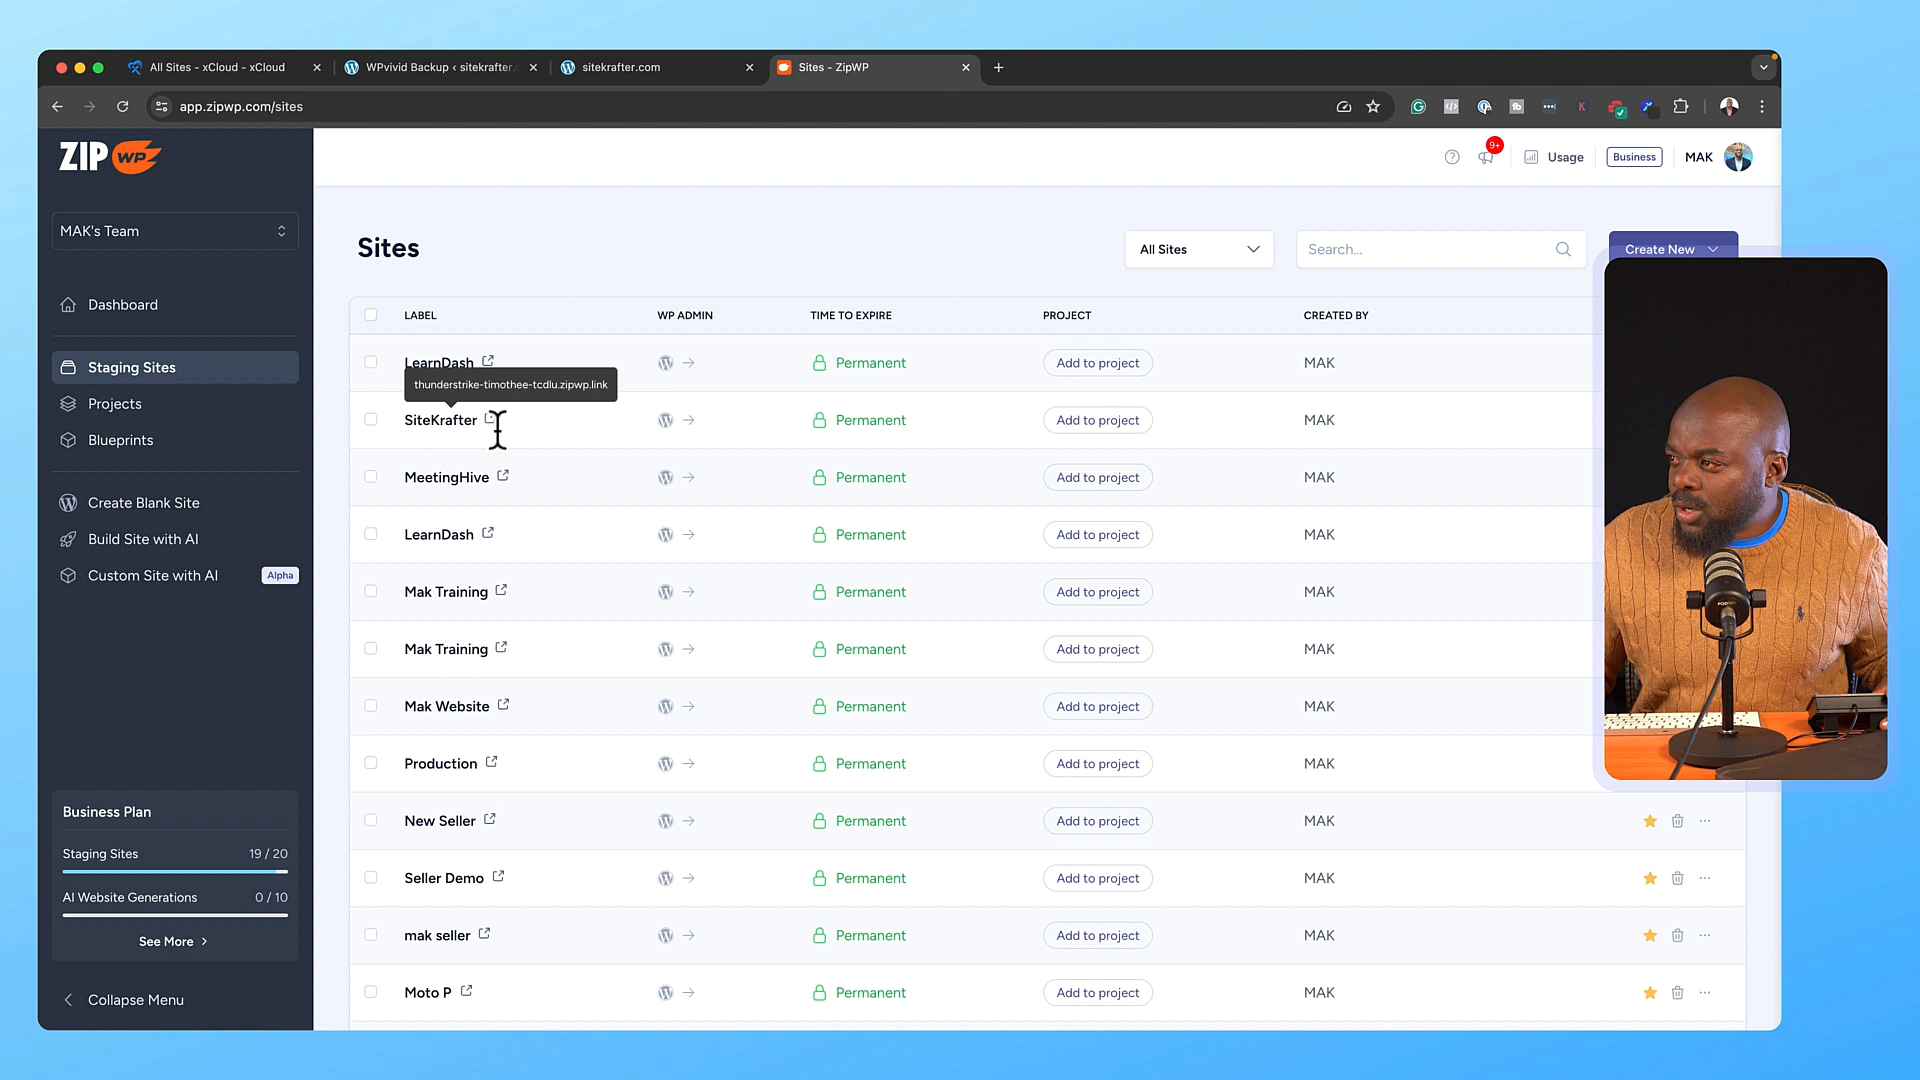 All Sites - xCloud - xCloud
WPvivid Backup ‹ sitekrafter.
sitekrafter.com
Sites - ZipWP
app.zipwp.com/sites
ZIP WP
9+
Usage
Business
MAK
MAK's Team
Dashboard
Staging Sites
Projects
Blueprints
Create Blank Site
Build Site with AI
Custom Site with AI
Alpha
Business Plan
Staging Sites 19 / 20
AI Website Generations 0 / 10
See More
Collapse Menu
Sites
All Sites
Search...
Create New
LABEL WP ADMIN TIME TO EXPIRE PROJECT CREATED BY
LearnDash Permanent Add to project MAK
thunderstrike-timothee-tcdlu.zipwp.link
SiteKrafter Permanent Add to project MAK
MeetingHive Permanent Add to project MAK
LearnDash Permanent Add to project MAK
Mak Training Permanent Add to project MAK
Mak Training Permanent Add to project MAK
Mak Website Permanent Add to project MAK
Production Permanent Add to project MAK
New Seller Permanent Add to project MAK
Seller Demo Permanent Add to project MAK
mak seller Permanent Add to project MAK
Moto P Permanent Add to project MAK